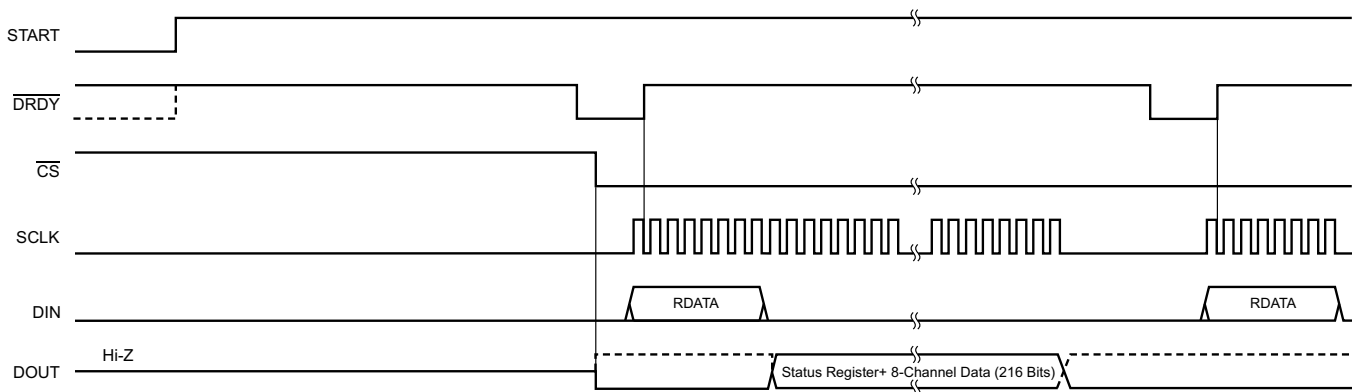 START
DRDY
CS
SCLK
DIN
RDATA
RDATA
Hi-Z
DOUT
Status Register+ 8-Channel Data (216 Bits)